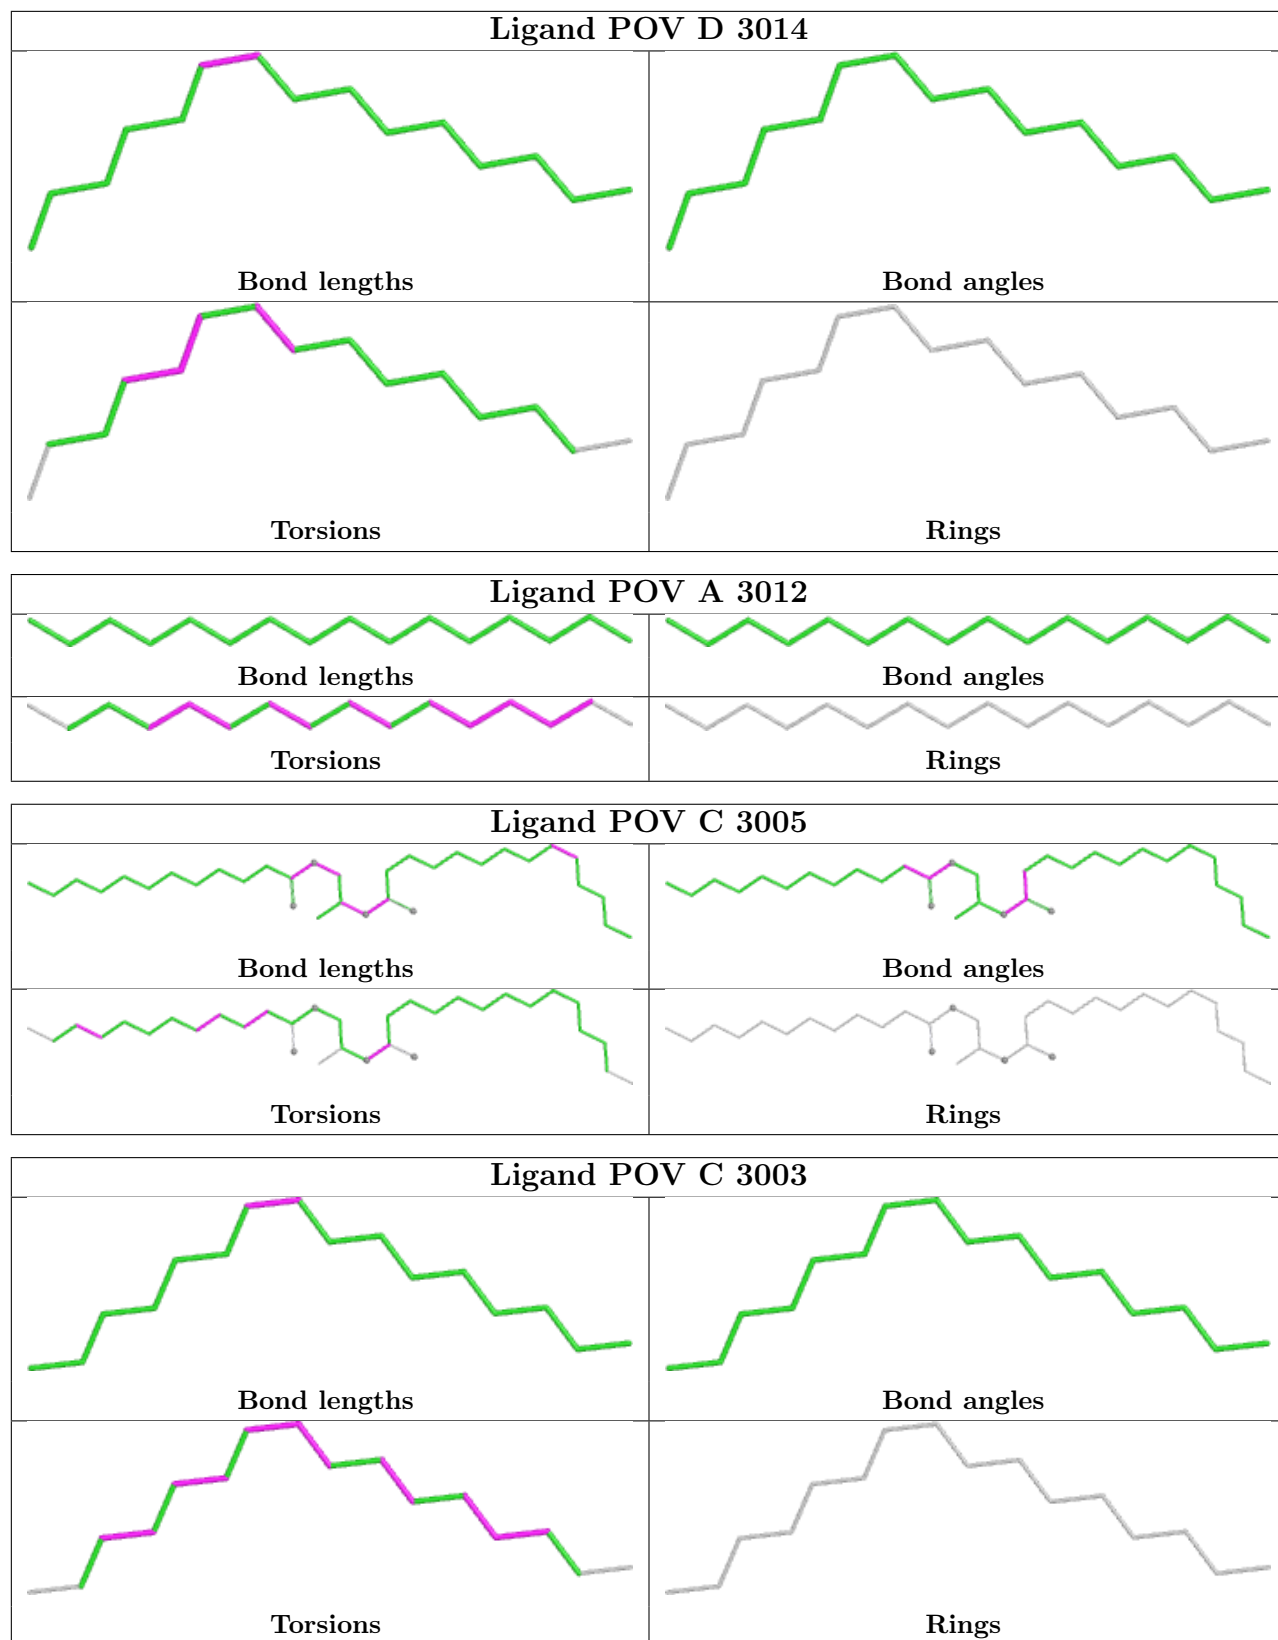 Ligand POV D 3014
Bond lengths
Bond angles
Torsions
Rings
Ligand POV A 3012
Bond lengths
Bond angles
Torsions
Rings
Ligand POV C 3005
Bond lengths
Bond angles
Torsions
Rings
Ligand POV C 3003
Bond lengths
Bond angles
Torsions
Rings